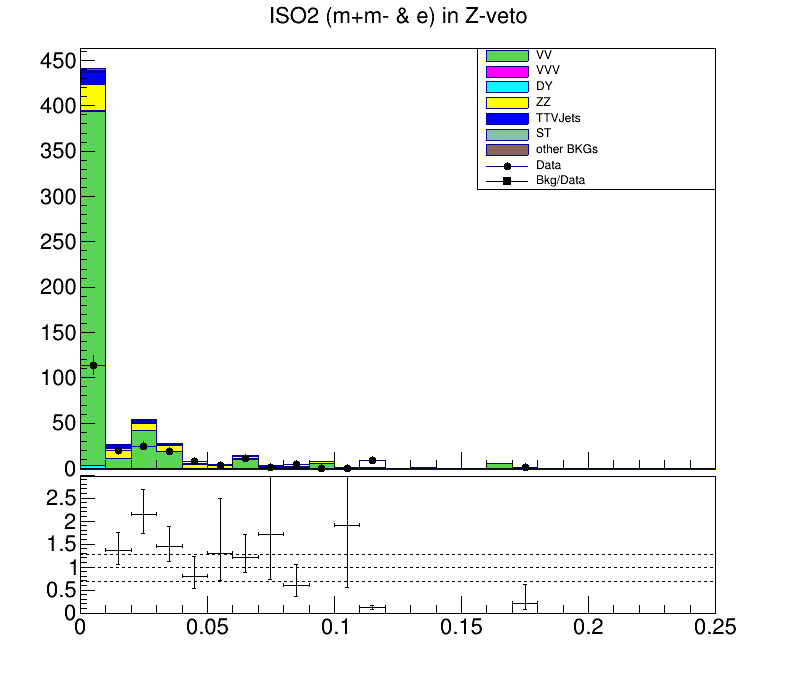 ISO2 (m+m- & e) in Z-veto
450
400
350
300
250
200
150
100
50
0
VV
VVV
DY
ZZ
TTVJets
ST
other BKGs
Data
Bkg/Data
2.5
2
1.5
1
0.5
0
0 0.05 0.1 0.15 0.2 0.25